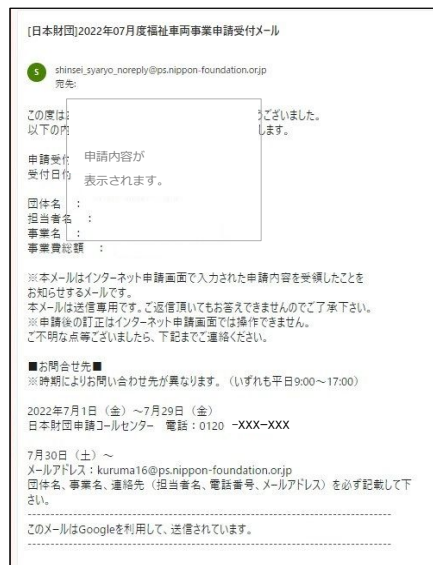 [日本財団]2022年07月度福祉車両事業申請受付メール
S
shinsei_syaryo_noreply@ps.nippon-foundation.or.jp
宛先:
この度は
ございました。
以下の内
します。
申請内容が
表示されます。
申請受付
受付日付
団体名 :
担当者名 :
事業名 :
事業費総額 :
※本メールはインターネット申請画面で入力された申請内容を受領したことを
お知らせするメールです。
本メールは送信専用です。ご返信頂いてもお答えできませんのでご了承下さい。
※申請後の訂正はインターネット申請画面では操作できません。
ご不明な点等ございましたら、下記までご連絡ください。
■お問合せ先■
※時期によりお問い合わせ先が異なります。（いずれも平日9:00～17:00）
2022年7月1日（金）～7月29日（金）
日本財団申請コールセンター 電話：0120 -XXX-XXX
7月30日（土）～
メールアドレス：kuruma16@ps.nippon-foundation.or.jp
団体名、事業名、連絡先（担当者名、電話番号、メールアドレス）を必ず記載して下
さい。
このメールはGoogleを利用して、送信されています。